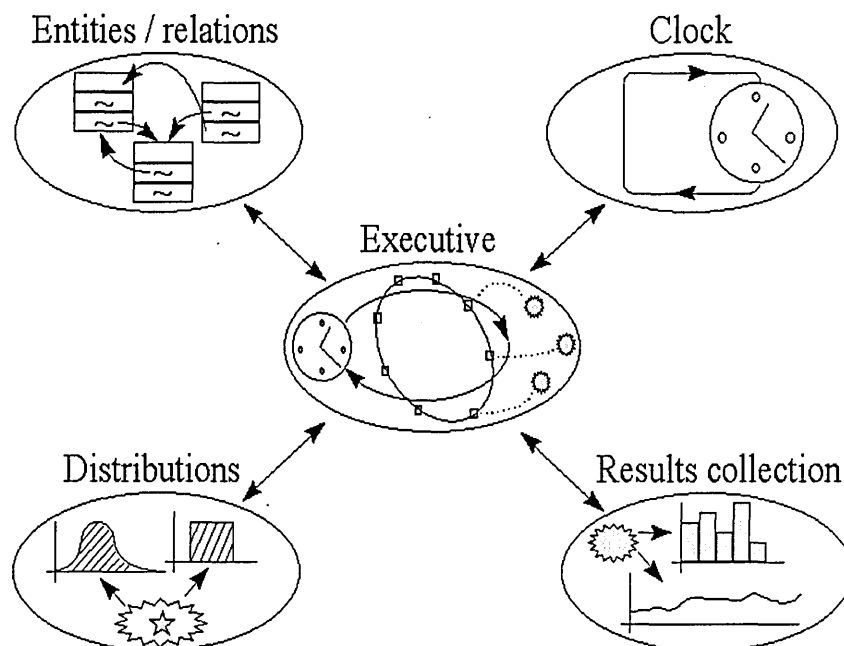 Entities / relations
Clock
Executive
Distributions
Results collection